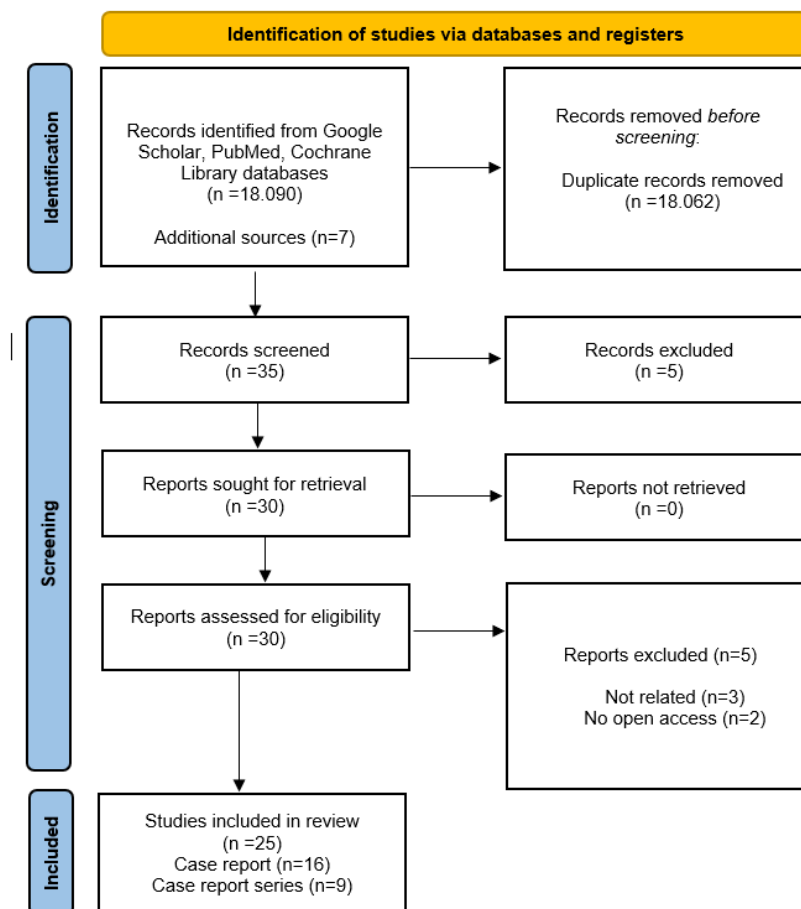 Identification of studies via databases and registers
Identification
Records identified from Google
Scholar, PubMed, Cochrane
Library databases
(n =18.090)
Additional sources (n=7)
Records removed before
screening:
Duplicate records removed
(n =18.062)
Screening
Records screened
(n =35)
Records excluded
(n =5)
Reports sought for retrieval
(n =30)
Reports not retrieved
(n =0)
Reports assessed for eligibility
(n =30)
Reports excluded (n=5)
Not related (n=3)
No open access (n=2)
Included
Studies included in review
(n =25)
Case report (n=16)
Case report series (n=9)